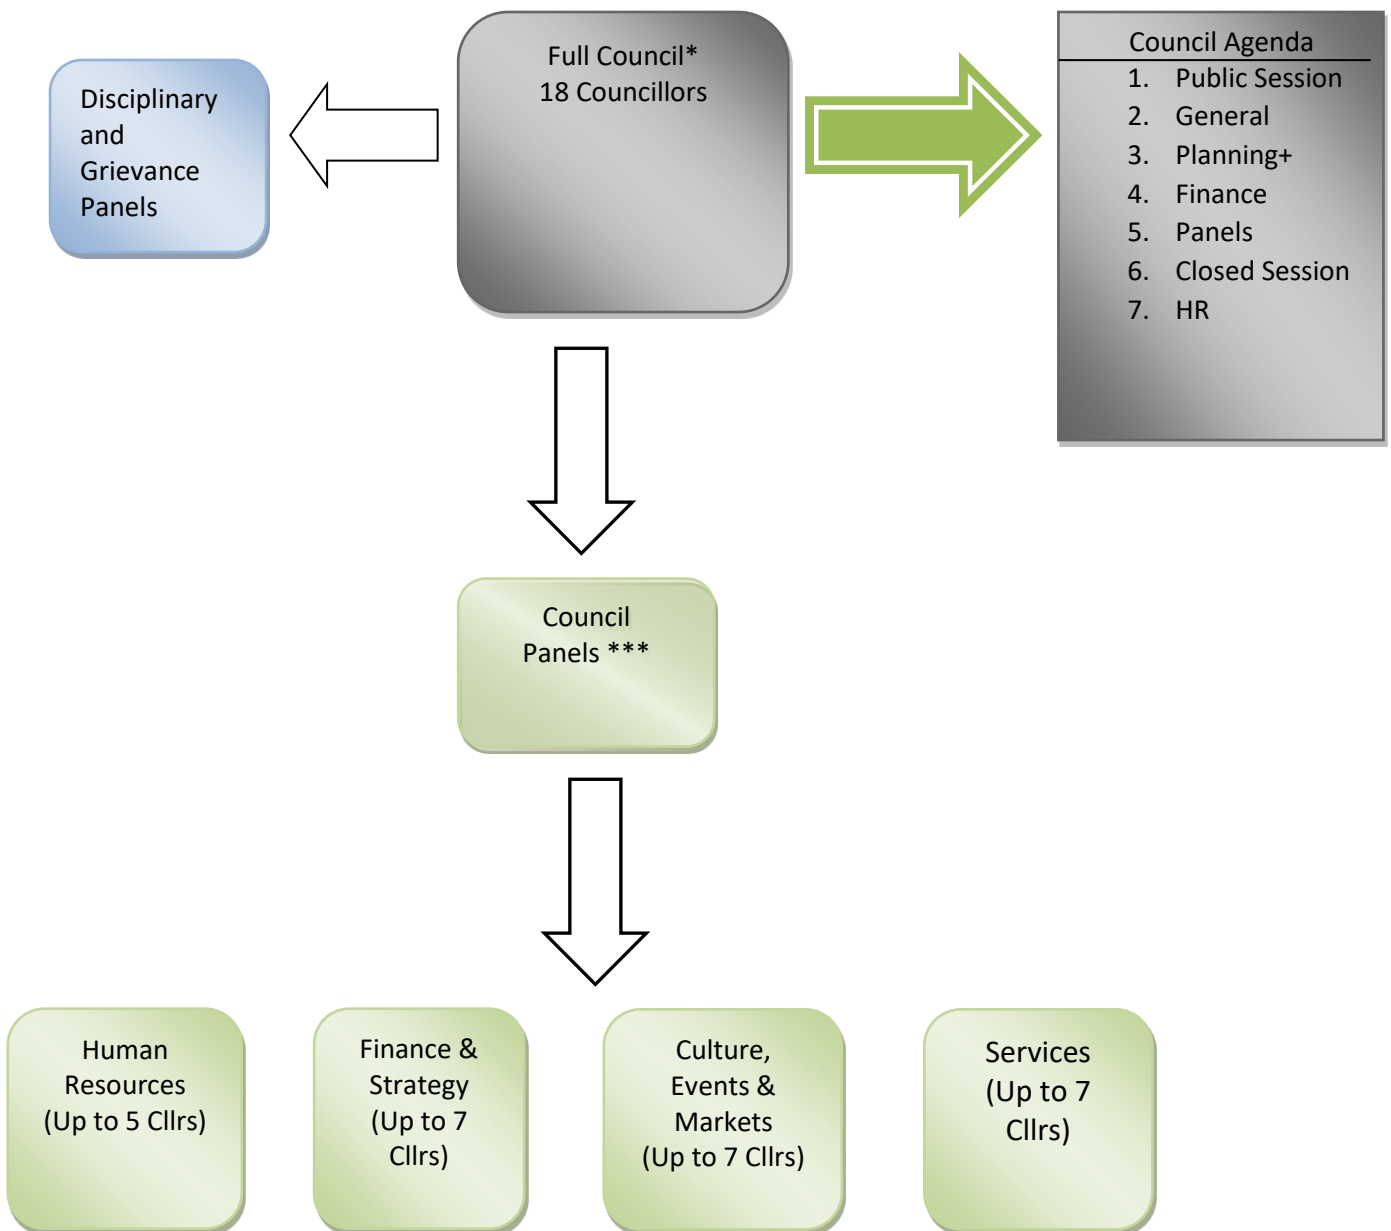 Disciplinary
and
Grievance
Panels
Full Council*
18 Councillors
Council Agenda
1. Public Session
2. General
3. Planning+
4. Finance
5. Panels
6. Closed Session
7. HR
Council
Panels ***
Human
Resources
(Up to 5 Cllrs)
Finance &
Strategy
(Up to 7
Cllrs)
Culture,
Events &
Markets
(Up to 7 Cllrs)
Services
(Up to 7
Cllrs)